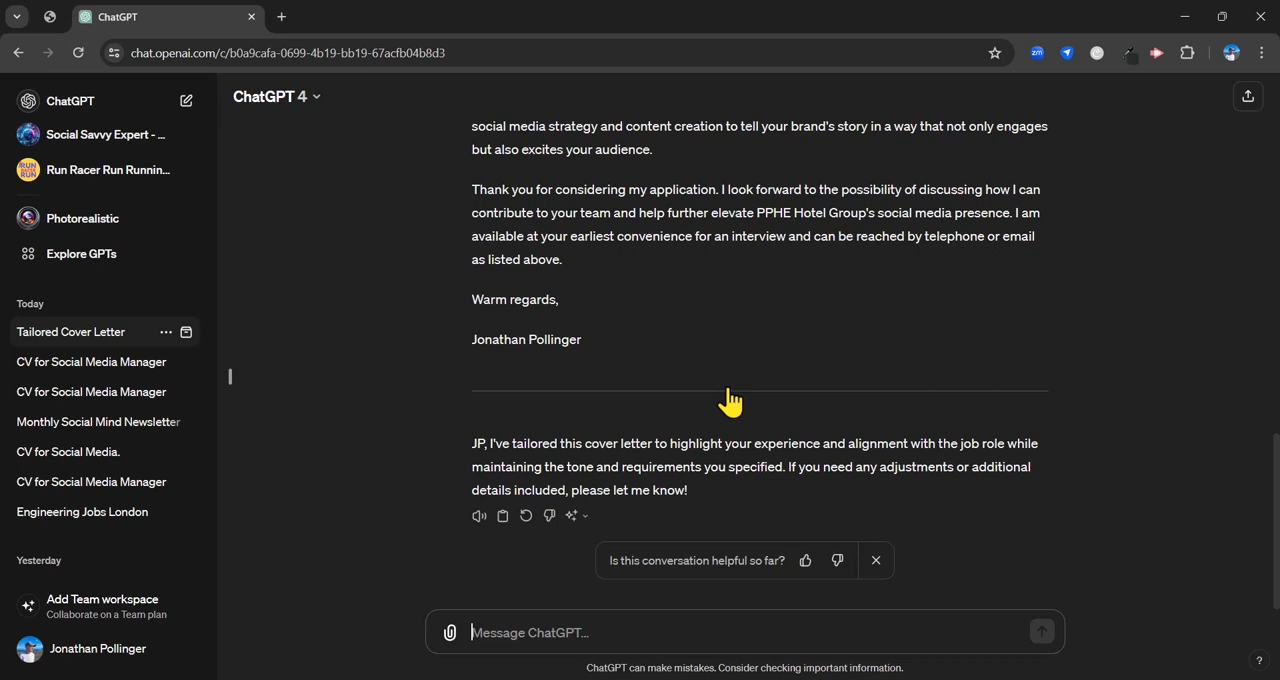 ChatGPT
chat.openai.com/c/b0a9cafa-0699-4b19-bb19-67acfb04b8d3
zm
ChatGPT
Social Savvy Expert - ...
RUN RACER RUN
Run Racer Run Runnin...
Photorealistic
Explore GPTs
Today
Tailored Cover Letter
CV for Social Media Manager
CV for Social Media Manager
Monthly Social Mind Newsletter
CV for Social Media.
CV for Social Media Manager
Engineering Jobs London
Yesterday
Add Team workspace
Collaborate on a Team plan
Jonathan Pollinger
ChatGPT 4
social media strategy and content creation to tell your brand's story in a way that not only engages
but also excites your audience.
Thank you for considering my application. I look forward to the possibility of discussing how I can
contribute to your team and help further elevate PPHE Hotel Group's social media presence. I am
available at your earliest convenience for an interview and can be reached by telephone or email
as listed above.
Warm regards,
Jonathan Pollinger
JP, I've tailored this cover letter to highlight your experience and alignment with the job role while
maintaining the tone and requirements you specified. If you need any adjustments or additional
details included, please let me know!
Is this conversation helpful so far?
Message ChatGPT...
ChatGPT can make mistakes. Consider checking important information.
?